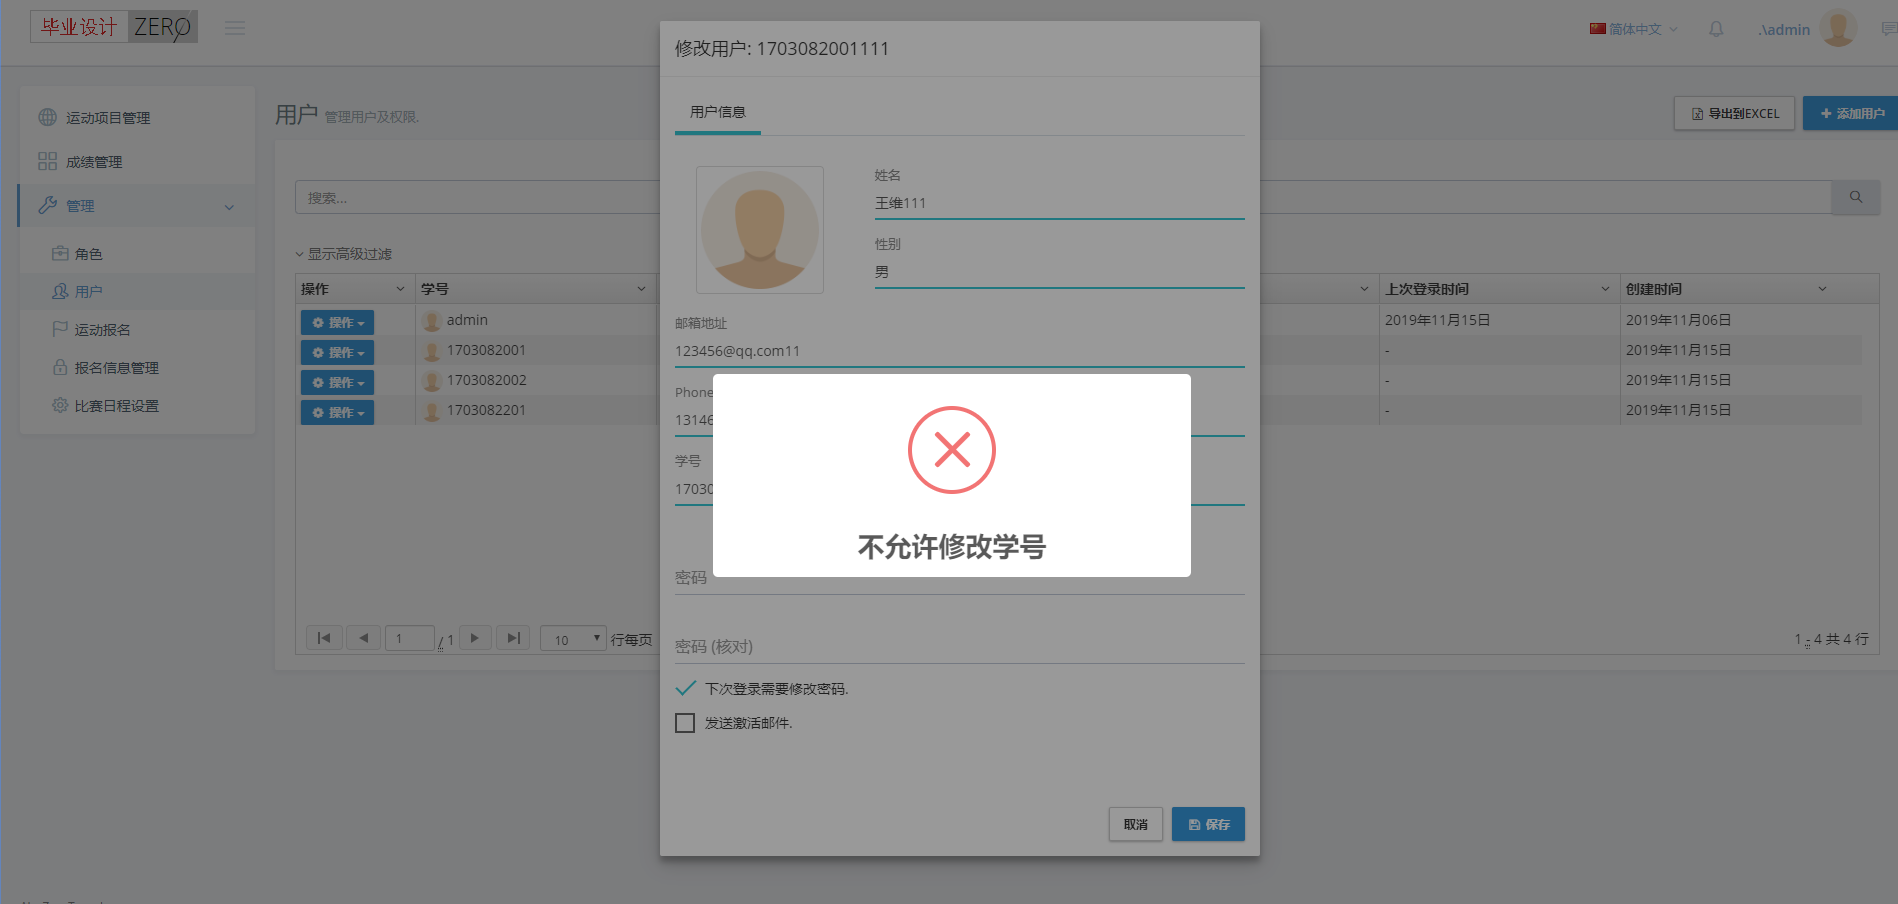 毕业设计 ZERO
简体中文
.\admin
运动项目管理
成绩管理
管理
角色
用户
运动报名
报名信息管理
比赛日程设置
用户 管理用户及权限.
导出到EXCEL
添加用户
搜索...
显示高级过滤
操作 学号 上次登录时间 创建时间
操作 admin 2019年11月15日 2019年11月06日
操作 1703082001 - 2019年11月15日
操作 1703082002 - 2019年11月15日
操作 1703082201 - 2019年11月15日
1 / 1 10 行每页
1 - 4 共 4 行
修改用户: 1703082001111
用户信息
姓名
王维111
性别
男
邮箱地址
123456@qq.com11
Phone
13146
学号
17030
不允许修改学号
密码
密码 (核对)
下次登录需要修改密码.
发送激活邮件.
取消
保存